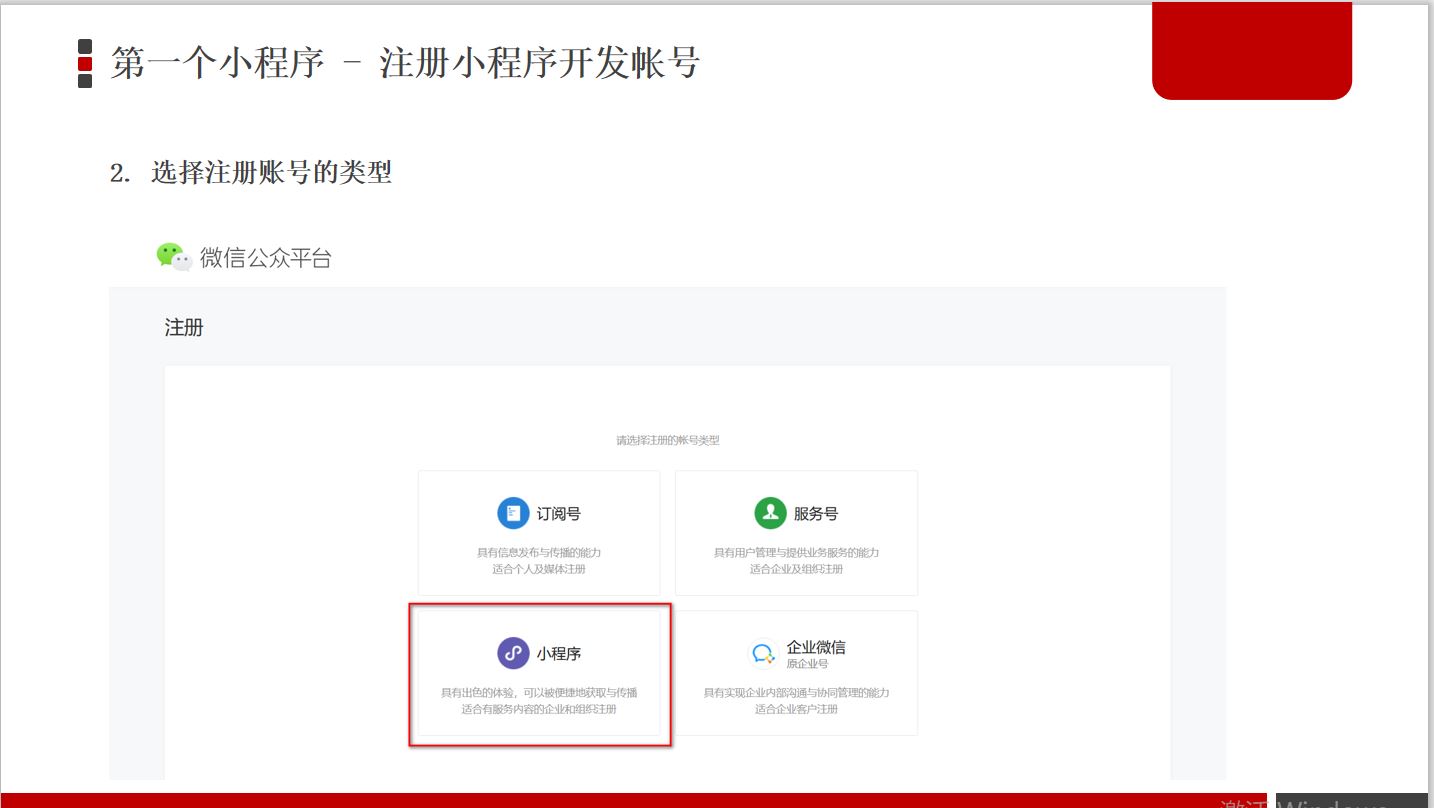 第一个小程序 - 注册小程序开发帐号
2. 选择注册账号的类型
微信公众平台
注册
请选择注册的帐号类型
订阅号
具有信息发布与传播的能力
适合个人及媒体注册
服务号
具有用户管理与提供业务服务的能力
适合企业及组织注册
小程序
具有出色的体验，可以被便捷地获取与传播
适合有服务内容的企业和组织注册
企业微信
原企业号
具有实现企业内部沟通与协同管理的能力
适合企业客户注册
激活 Windows